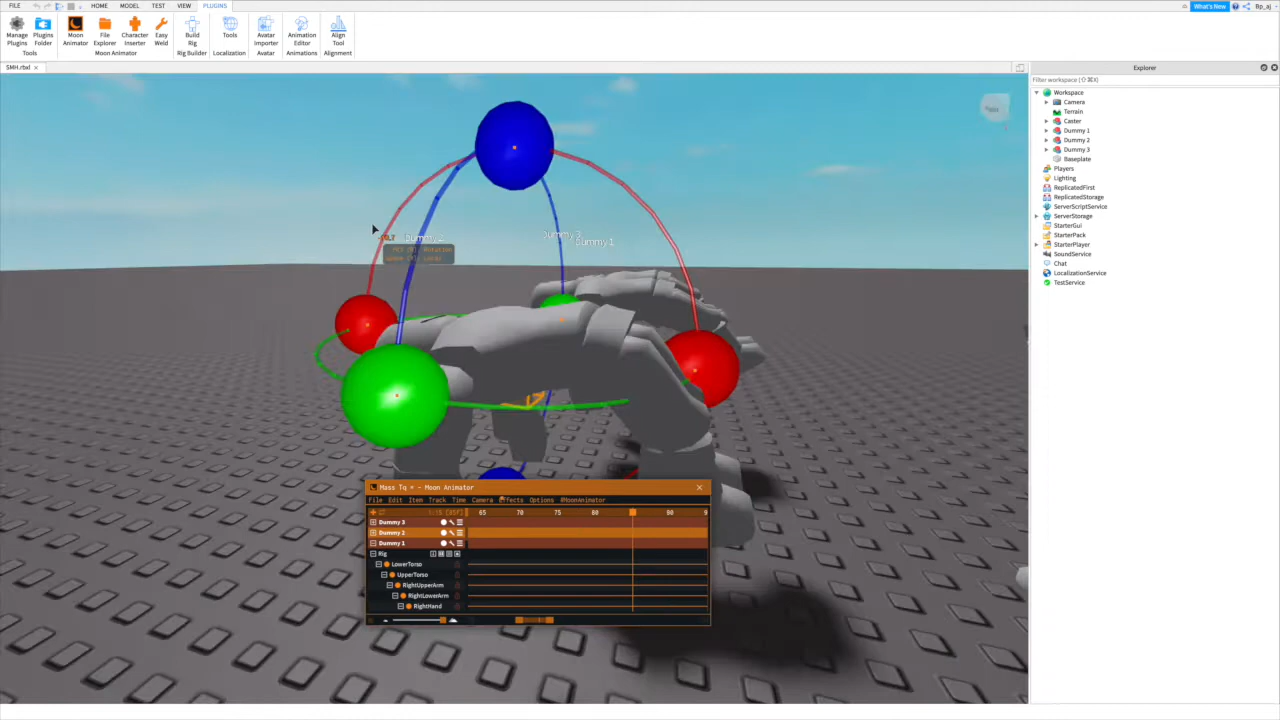 FILE
HOME
MODEL
TEST
VIEW
PLUGINS
What's New
Bp_aj
Manage Plugins
Plugins Folder
Tools
Moon Animator
File Explorer
Character Inserter
Easy Weld
Moon Animator
Build Rig
Rig Builder
Tools
Localization
Avatar Importer
Avatar
Animation Editor
Animations
Align Tool
Alignment
SMH.rbxl ×
Explorer
Filter workspace (⇧⌘X)
Workspace
Camera
Terrain
Caster
Dummy 1
Dummy 2
Dummy 3
Baseplate
Players
Lighting
ReplicatedFirst
ReplicatedStorage
ServerScriptService
ServerStorage
StarterGui
StarterPack
StarterPlayer
SoundService
Chat
LocalizationService
TestService
Dummy 3
Dummy 1
Mass Tq * - Moon Animator
File Edit Item Track Time Camera Effects Options @MoonAnimator
65 70 75 80 90 9
Dummy 3
Dummy 2
Dummy 1
Rig
LowerTorso
UpperTorso
RightUpperArm
RightLowerArm
RightHand